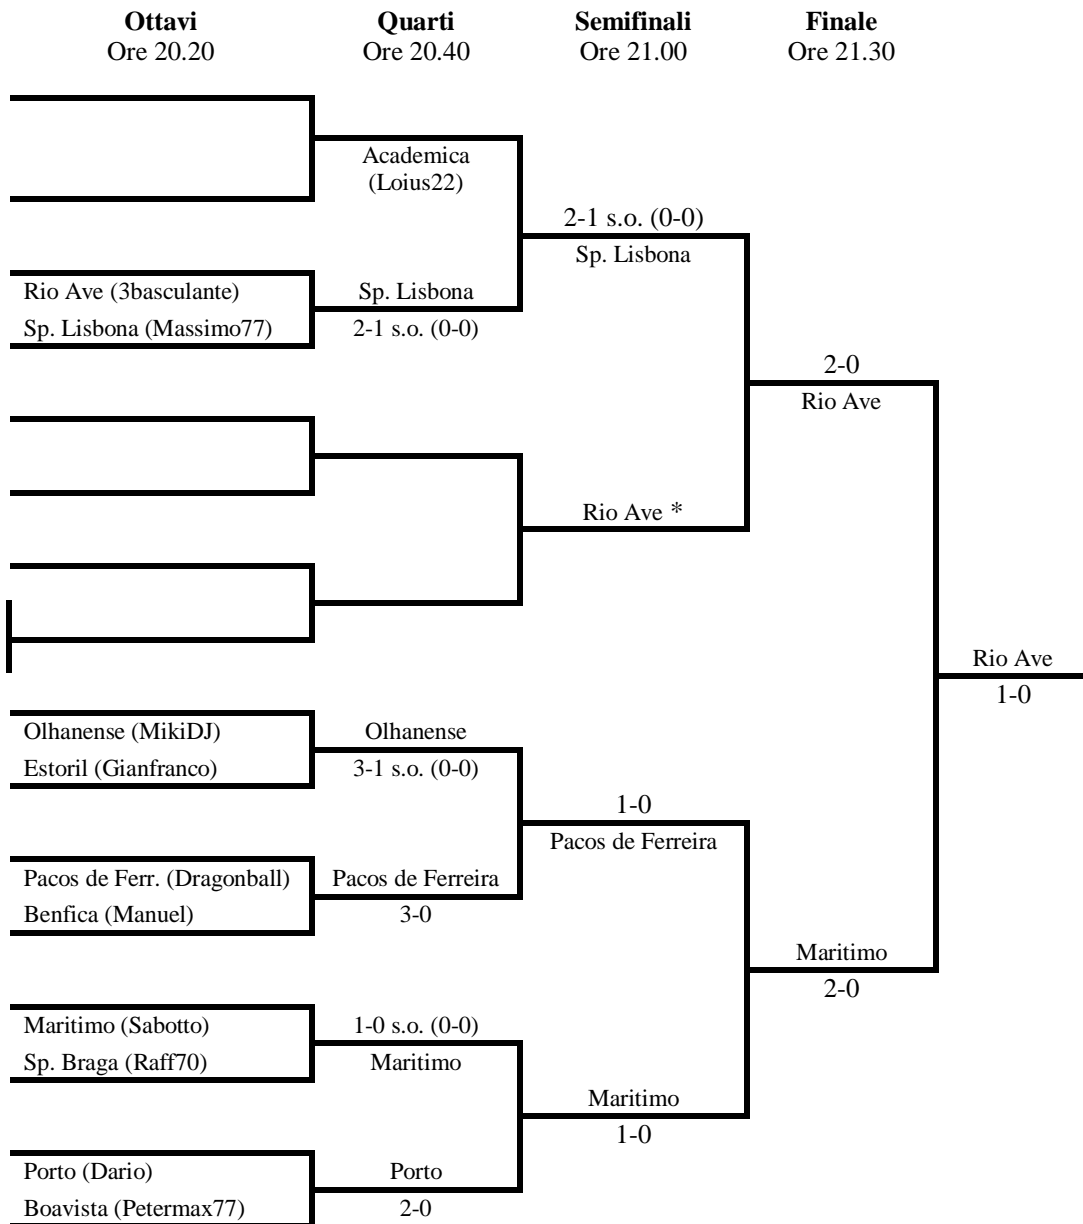 Ottavi Quarti Semifinali Finale
Ore 20.20 Ore 20.40 Ore 21.00 Ore 21.30
Academica
(Loius22)
2-1 s.o. (0-0)
Sp. Lisbona
Rio Ave (3basculante) Sp. Lisbona
Sp. Lisbona (Massimo77) 2-1 s.o. (0-0)
2-0
Rio Ave
Rio Ave *
Rio Ave
1-0
Olhanense (MikiDJ) Olhanense
Estoril (Gianfranco) 3-1 s.o. (0-0)
1-0
Pacos de Ferreira
Pacos de Ferr. (Dragonball) Pacos de Ferreira
Benfica (Manuel) 3-0
Maritimo
2-0
Maritimo (Sabotto) 1-0 s.o. (0-0)
Sp. Braga (Raff70) Maritimo
Maritimo
1-0
Porto (Dario) Porto
Boavista (Petermax77) 2-0